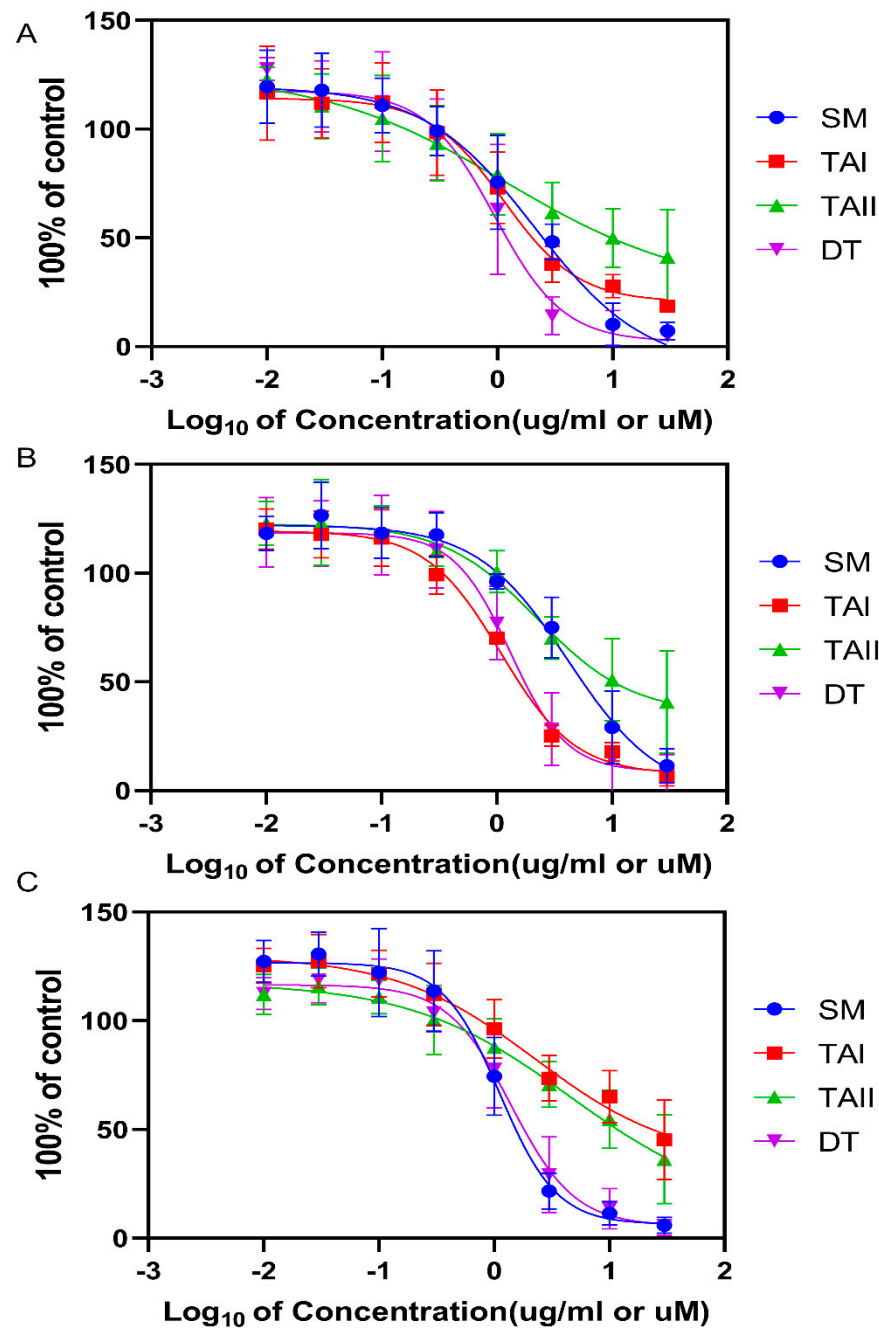 A
150
100
50
0
100% of control
-3 -2 -1 0 1 2
Log10 of Concentration(ug/ml or uM)
SM
TAI
TAII
DT
B
150
100
50
0
100% of control
-3 -2 -1 0 1 2
Log10 of Concentration(ug/ml or uM)
SM
TAI
TAII
DT
C
150
100
50
0
100% of control
-3 -2 -1 0 1 2
Log10 of Concentration(ug/ml or uM)
SM
TAI
TAII
DT